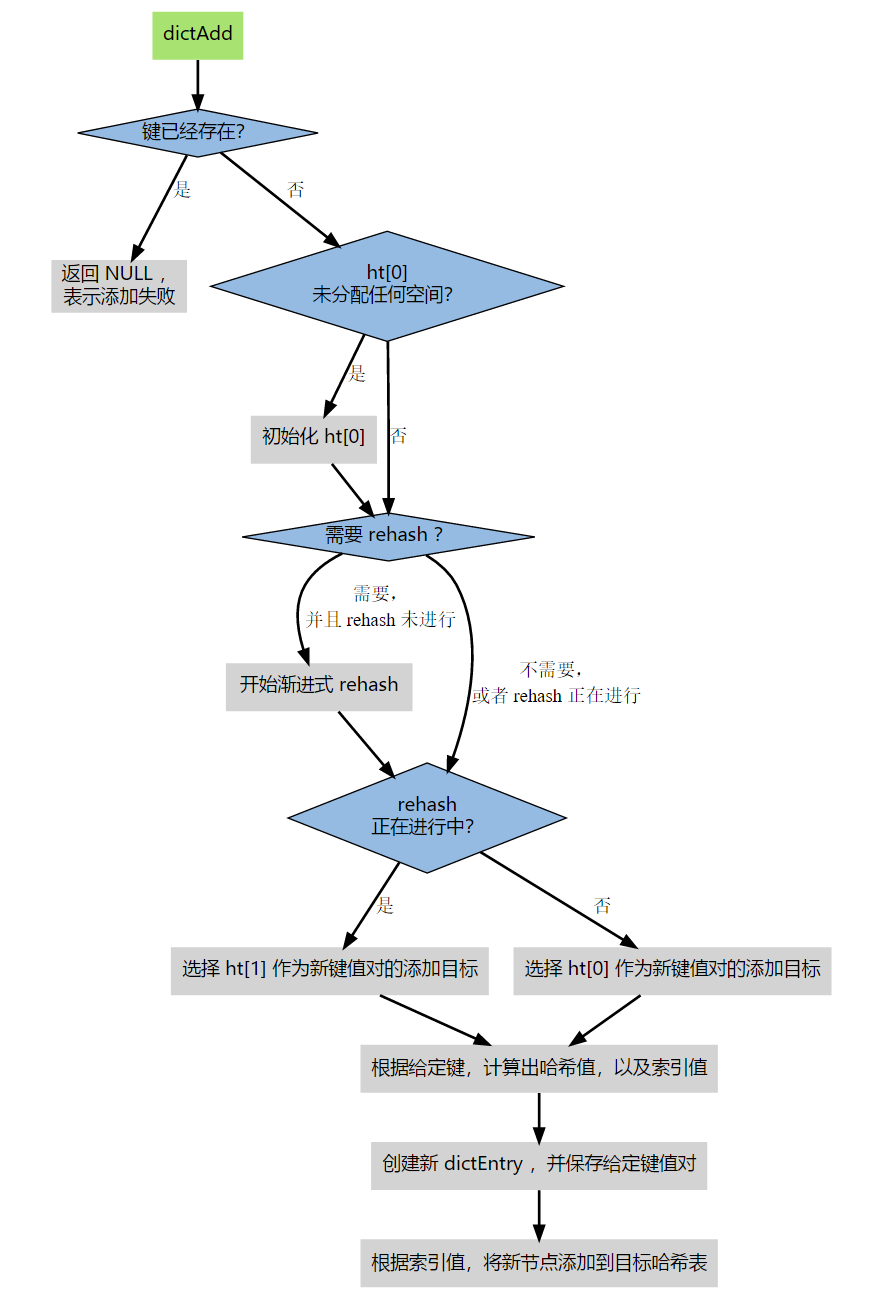 dictAdd
键已经存在？
是
否
返回 NULL ，
表示添加失败
ht[0]
未分配任何空间？
是
初始化 ht[0]
否
需要 rehash ？
需要，
并且 rehash 未进行
开始渐进式 rehash
不需要，
或者 rehash 正在进行
rehash
正在进行中？
是
否
选择 ht[1] 作为新键值对的添加目标
选择 ht[0] 作为新键值对的添加目标
根据给定键，计算出哈希值，以及索引值
创建新 dictEntry ，并保存给定键值对
根据索引值，将新节点添加到目标哈希表